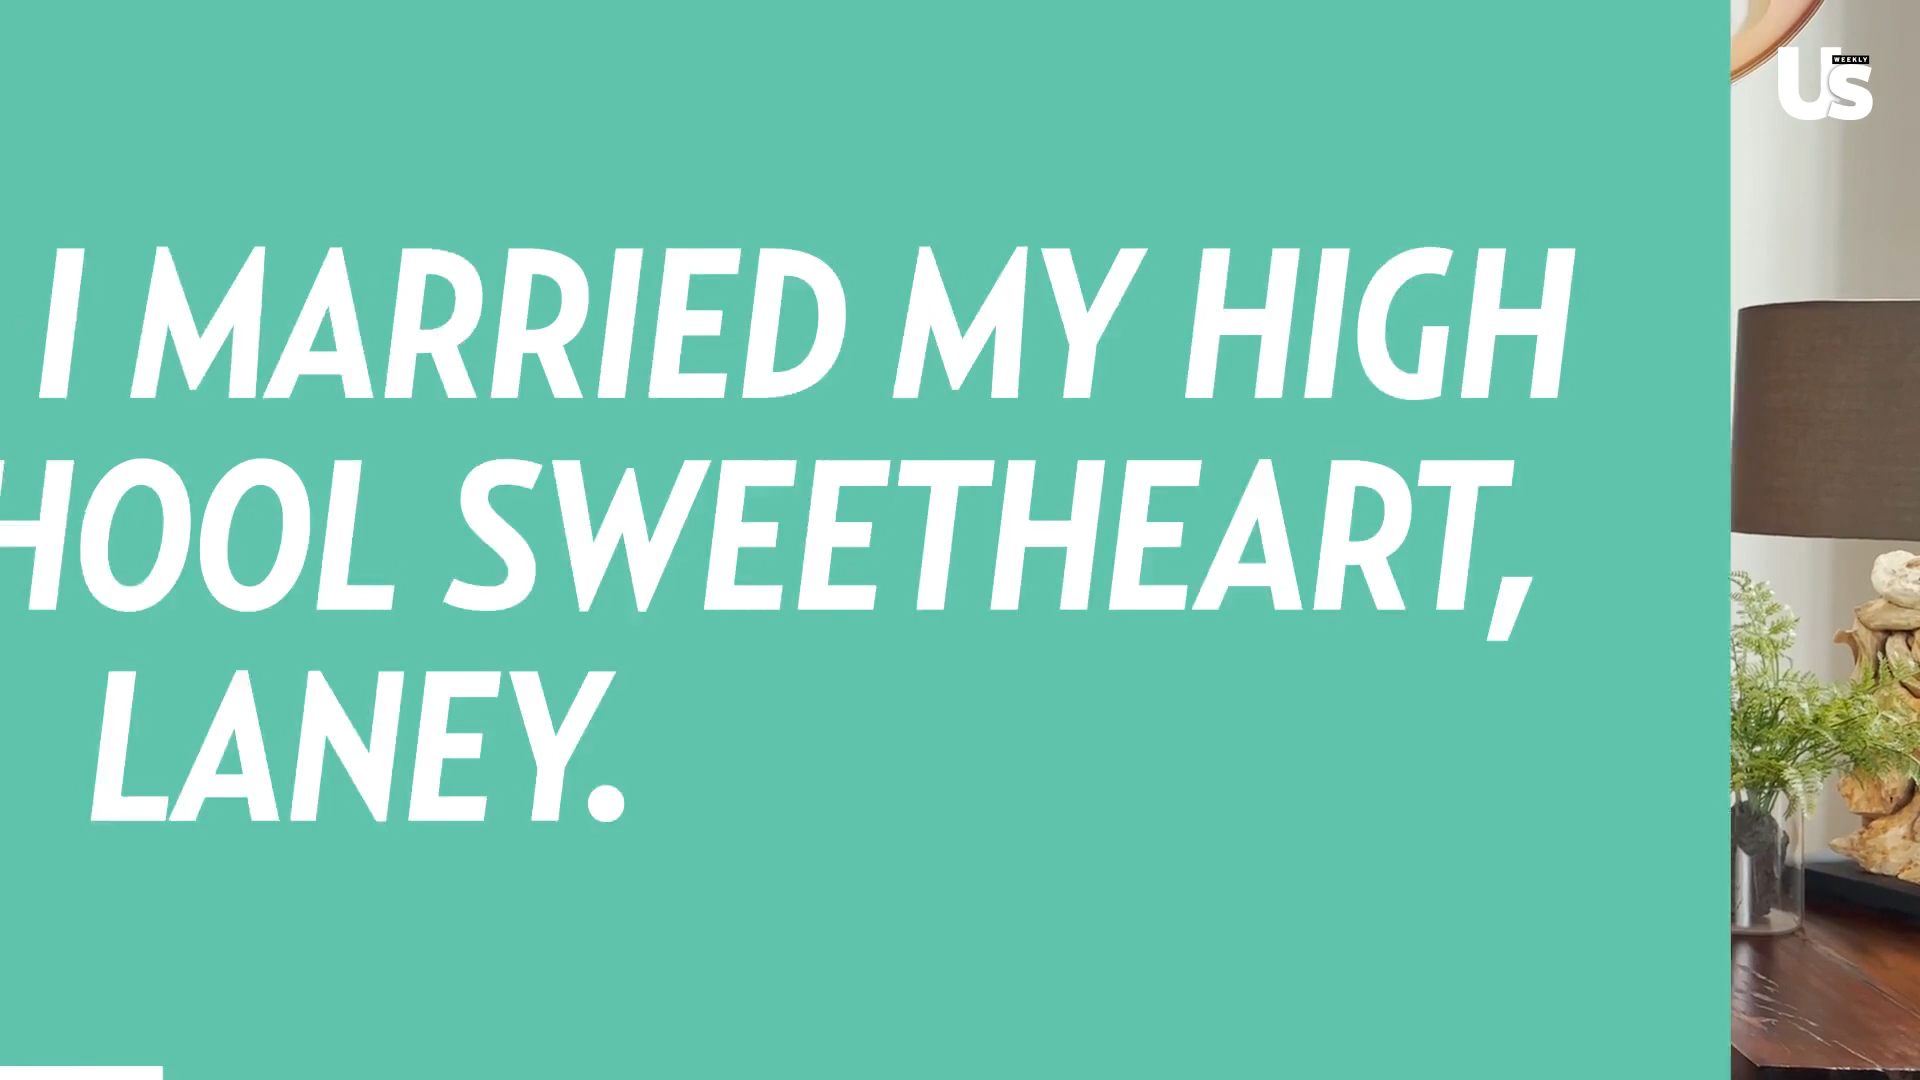 I MARRIED MY HIGH
HOOL SWEETHEART,
LANEY.
Us
WEEKLY